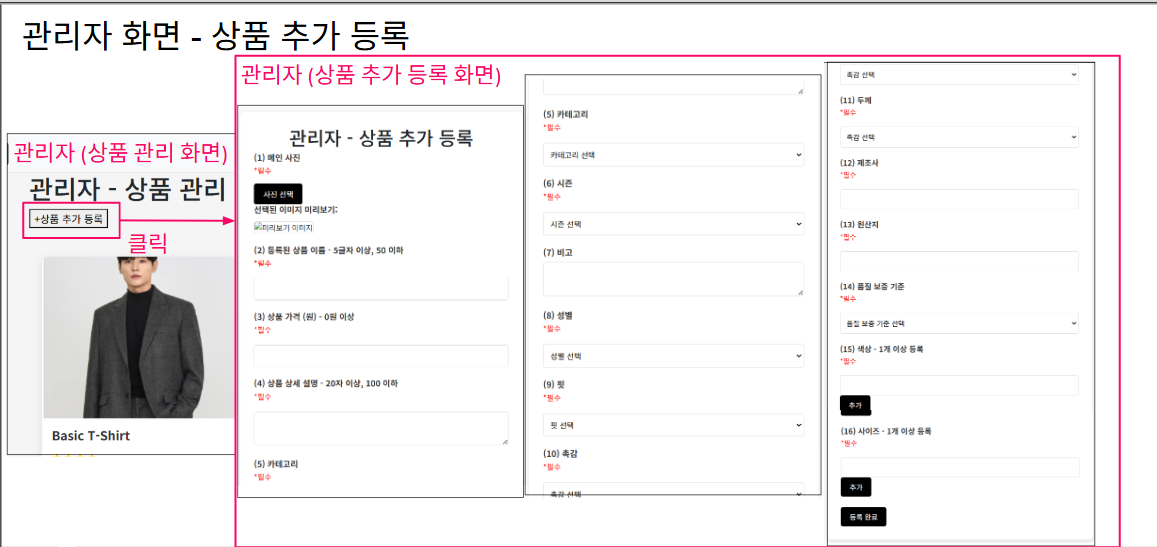 관리자 화면 - 상품 추가 등록
관리자 (상품 관리 화면)
관리자 - 상품 관리
+상품 추가 등록
클릭
Basic T-Shirt
관리자 (상품 추가 등록 화면)
관리자 - 상품 추가 등록
(1) 메인 사진
*필수
사진 선택
선택된 이미지 미리보기:
미리보기 이미지
(2) 등록된 상품 이름 - 5글자 이상, 50 이하
*필수
(3) 상품 가격 (원) - 0원 이상
*필수
(4) 상품 상세 설명 - 20자 이상, 100 이하
*필수
(5) 카테고리
*필수
(5) 카테고리
*필수
카테고리 선택
(6) 시즌
*필수
시즌 선택
(7) 비고
(8) 성별
*필수
성별 선택
(9) 핏
*필수
핏 선택
(10) 촉감
*필수
촉감 선택
촉감 선택
(11) 두께
*필수
촉감 선택
(12) 제조사
*필수
(13) 원산지
*필수
(14) 품질 보증 기준
*필수
품질 보증 기준 선택
(15) 색상 - 1개 이상 등록
*필수
추가
(16) 사이즈 - 1개 이상 등록
*필수
추가
등록 완료